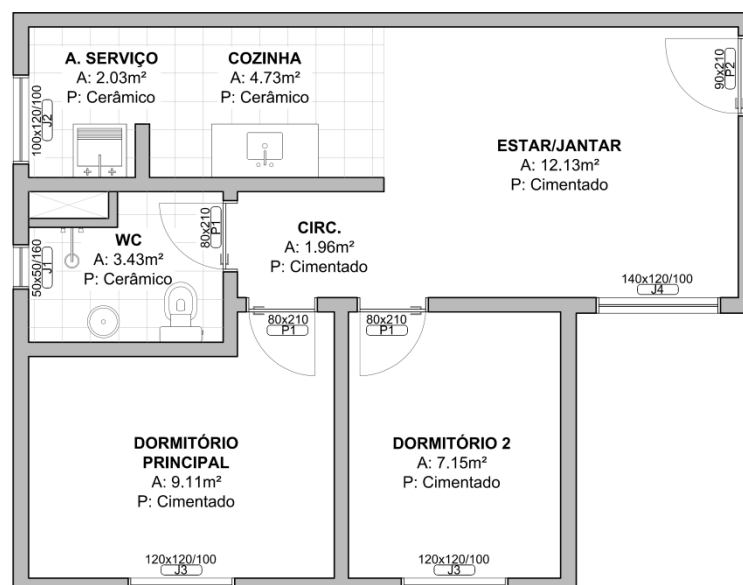 A. SERVIÇO
A: 2.03m²
P: Cerâmico
COZINHA
A: 4.73m²
P: Cerâmico
90x210
P2
100x120/100
J2
ESTAR/JANTAR
A: 12.13m²
P: Cimentado
WC
A: 3.43m²
P: Cerâmico
80x210
P1
CIRC.
A: 1.96m²
P: Cimentado
50x50/160
J1
140x120/100
J4
80x210
P1
80x210
P1
DORMITÓRIO
PRINCIPAL
A: 9.11m²
P: Cimentado
DORMITÓRIO 2
A: 7.15m²
P: Cimentado
120x120/100
J3
120x120/100
J3